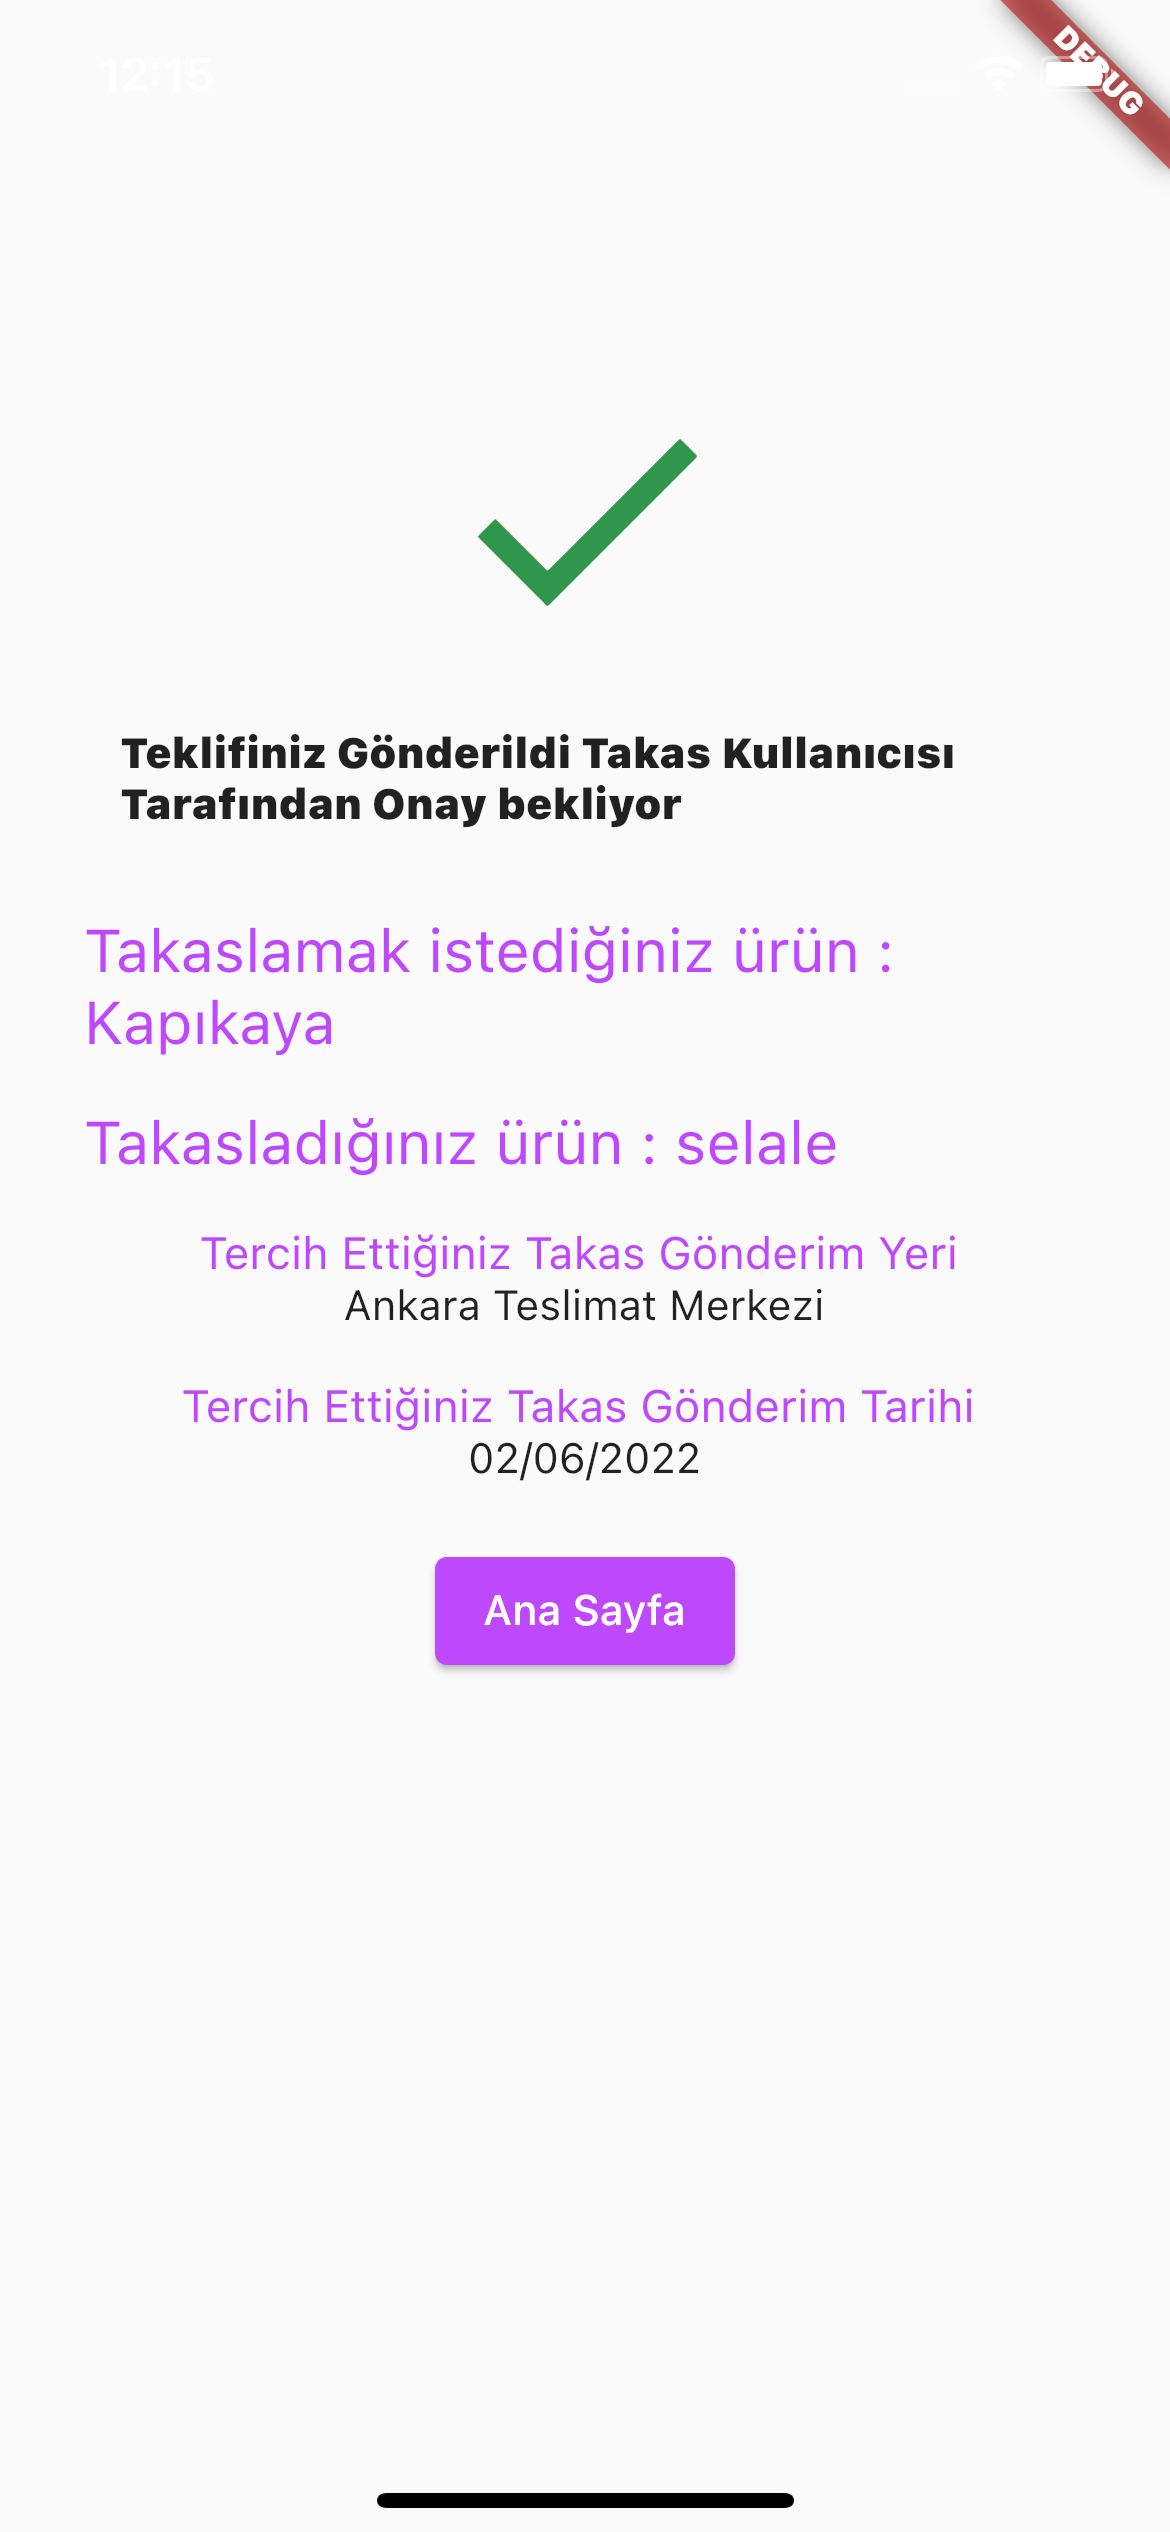 12:15
DEBUG
Teklifiniz Gönderildi Takas Kullanıcısı
Tarafından Onay bekliyor
Takaslamak istediğiniz ürün :
Kapıkaya
Takasladığınız ürün : selale
Tercih Ettiğiniz Takas Gönderim Yeri
Ankara Teslimat Merkezi
Tercih Ettiğiniz Takas Gönderim Tarihi
02/06/2022
Ana Sayfa